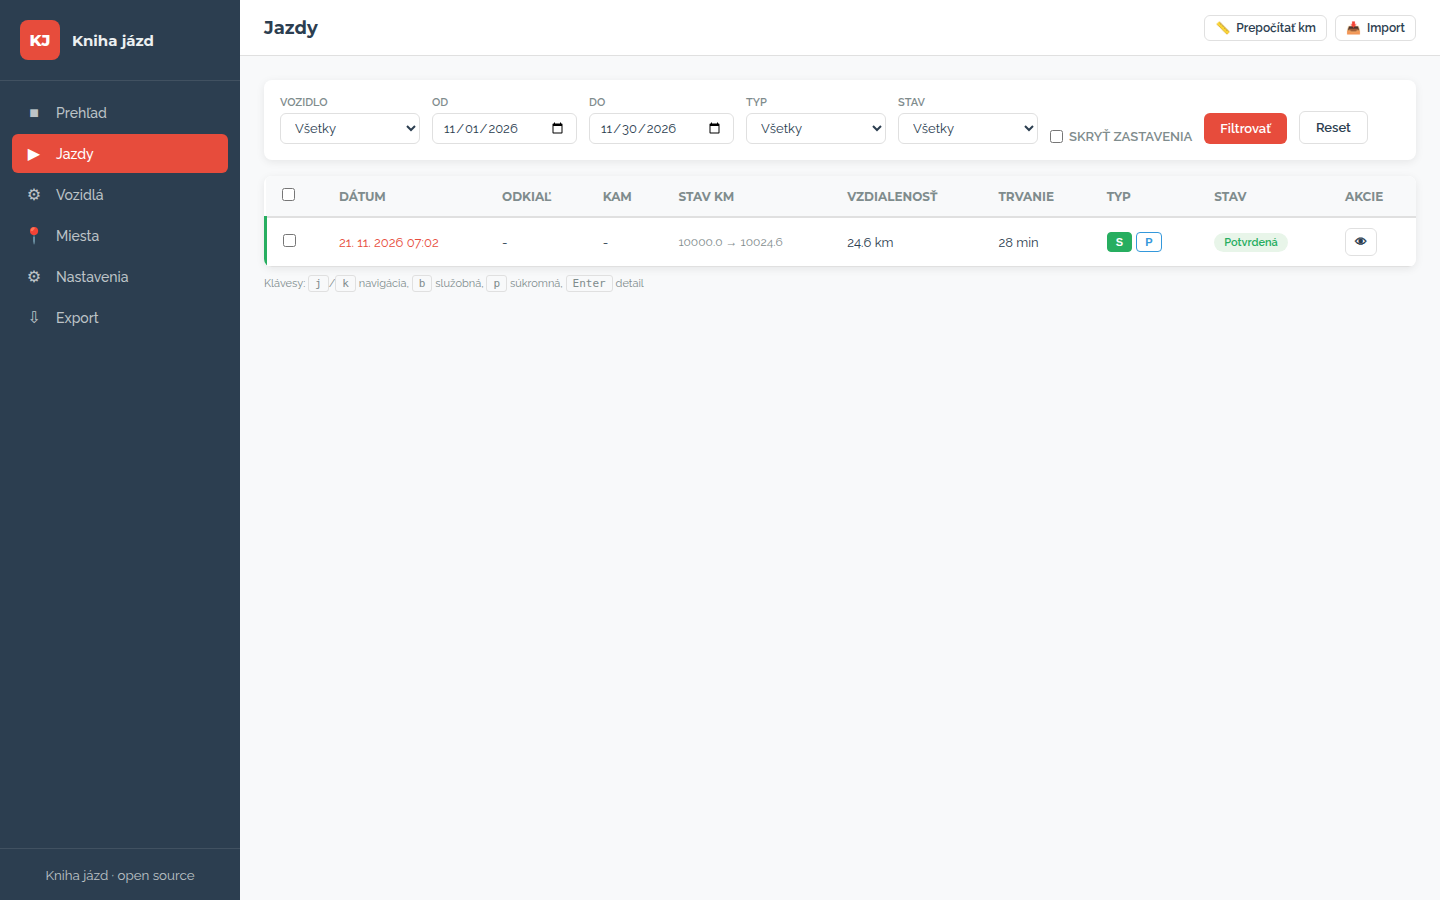 KJ Kniha jázd
Prehľad
Jazdy
Vozidlá
Miesta
Nastavenia
Export
Kniha jázd · open source
Jazdy
Prepočítať km
Import
VOZIDLO OD DO TYP STAV
Všetky 11/01/2026 11/30/2026 Všetky Všetky SKRYŤ ZASTAVENIA Filtrovať Reset
DÁTUM ODKIAĽ KAM STAV KM VZDIALENOSŤ TRVANIE TYP STAV AKCIE
21. 11. 2026 07:02 - - 10000.0 → 10024.6 24.6 km 28 min S P Potvrdená
Klávesy: j/k navigácia, b služobná, p súkromná, Enter detail